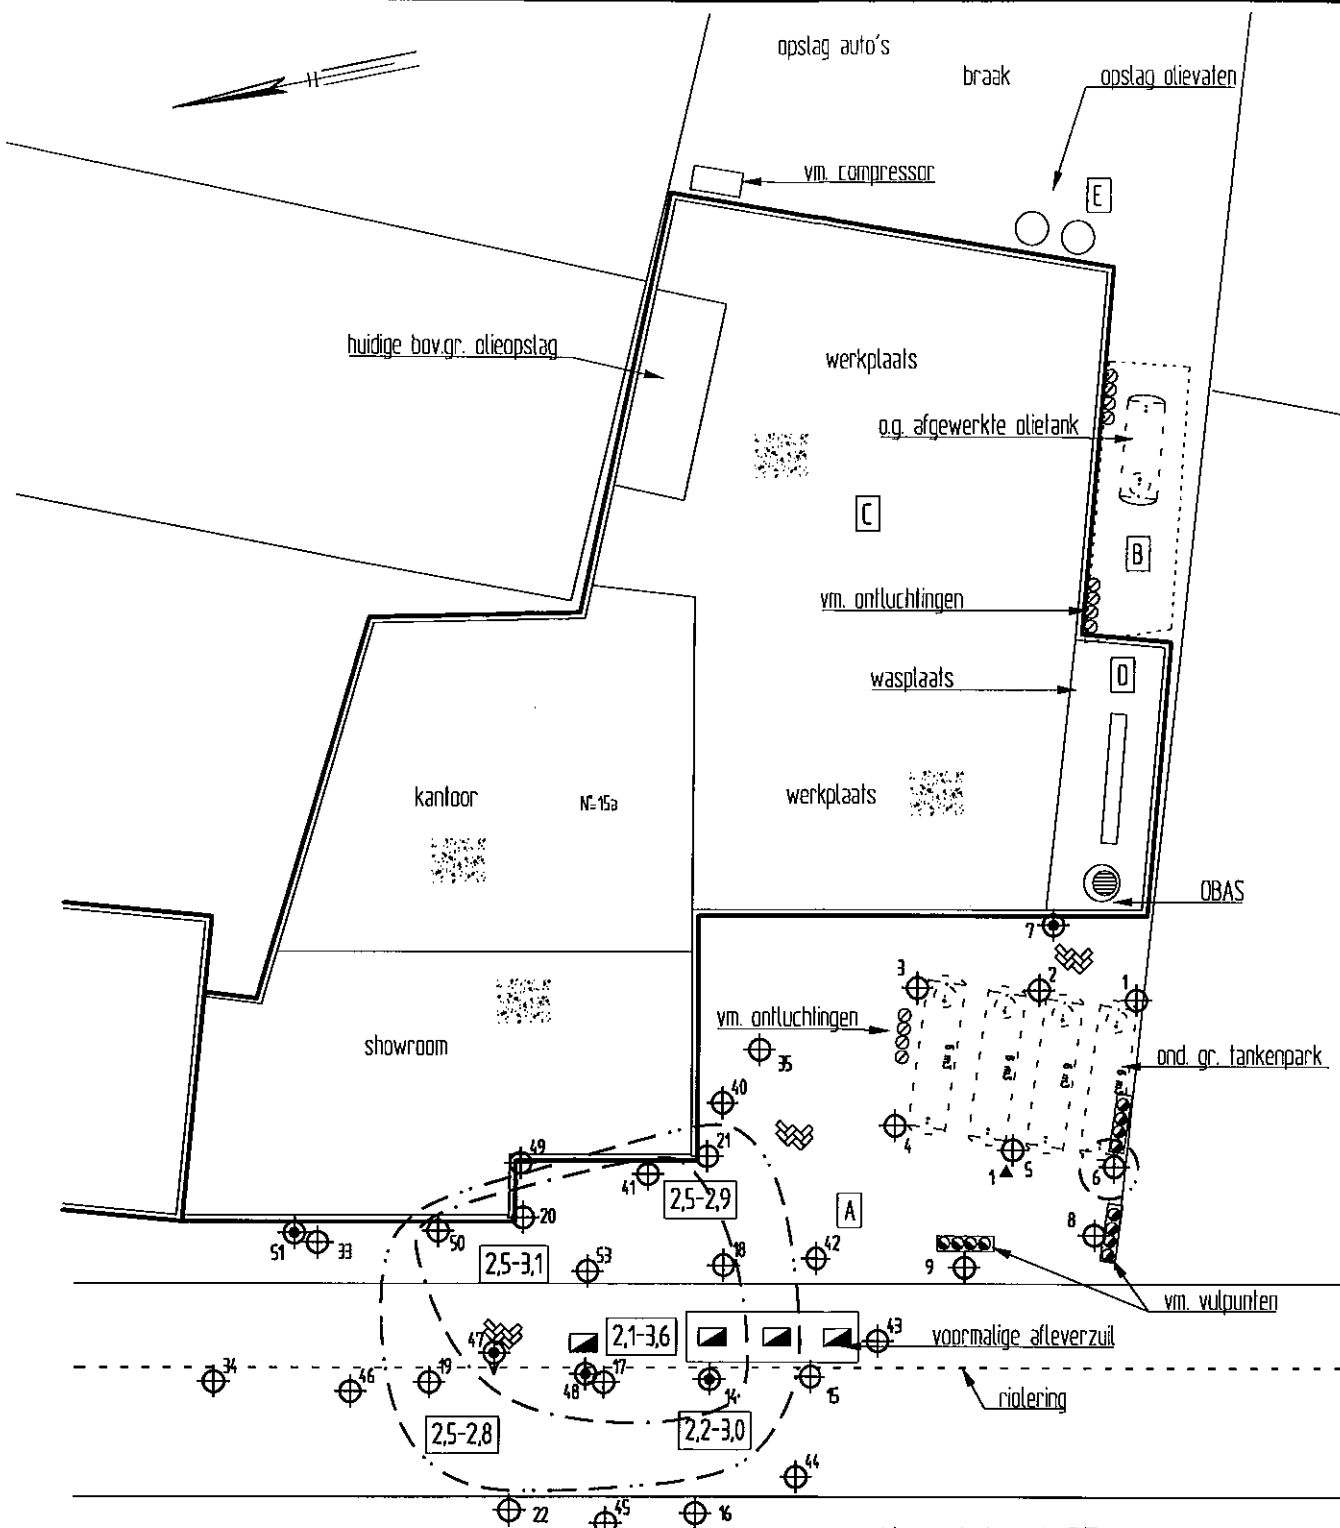 opslag auto's
braak
opslag olievaten
vm. compressor
E
huidige bov.gr. olieopslag
werkplaats
o.g. afgewerkte olietank
C
B
vm. ontluchtingen
wasplaats
D
kantoor
N=15a
werkplaats
OBAS
7
3
2
1
vm. ontluchtingen
showroom
35
ond. gr. tankenpark
40
4
49
21
1
5
6
41
2,5-2,9
A
20
8
51
33
50
2,5-3,1
53
18
42
9
vm. vulpunten
47
2,1-3,6
43
voormalige afleverzuil
34
46
19
48
17
14
15
riolering
2,5-2,8
2,2-3,0
44
22
45
16